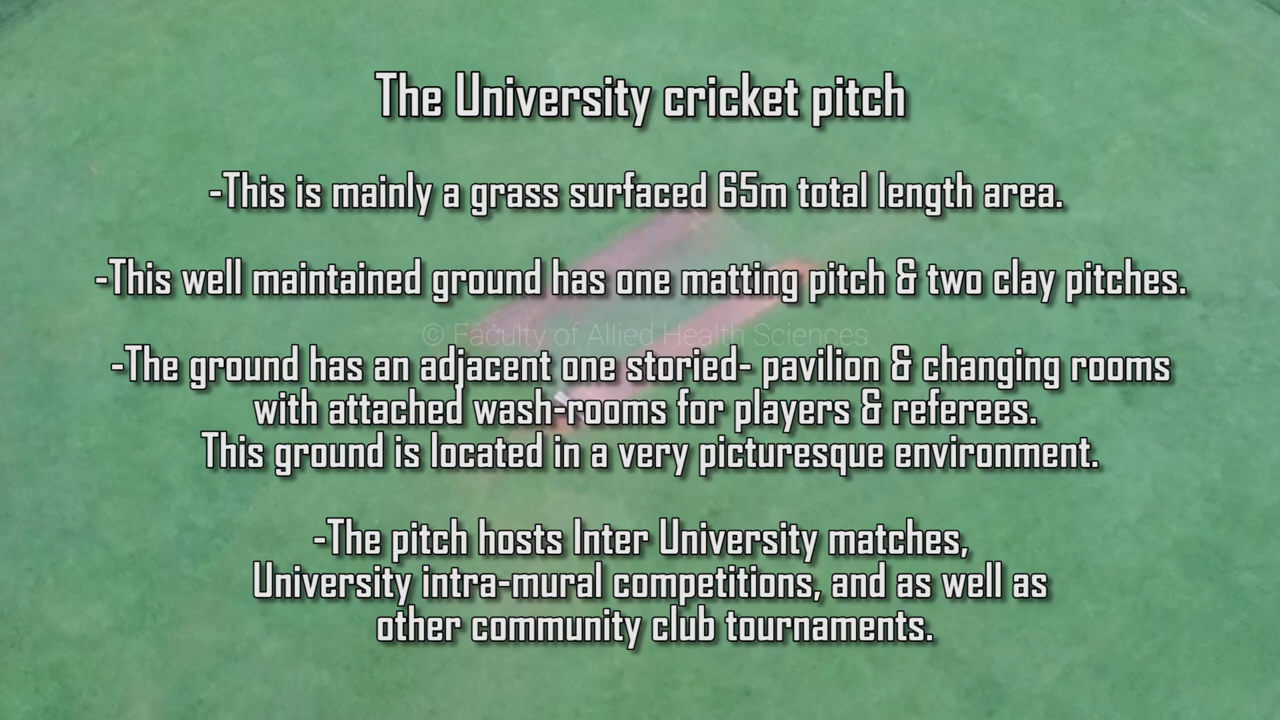 The University cricket pitch
-This is mainly a grass surfaced 65m total length area.
-This well maintained ground has one matting pitch & two clay pitches.
© Faculty of Allied Health Sciences
-The ground has an adjacent one storied- pavilion & changing rooms
with attached wash-rooms for players & referees.
This ground is located in a very picturesque environment.
-The pitch hosts Inter University matches,
University intra-mural competitions, and as well as
other community club tournaments.